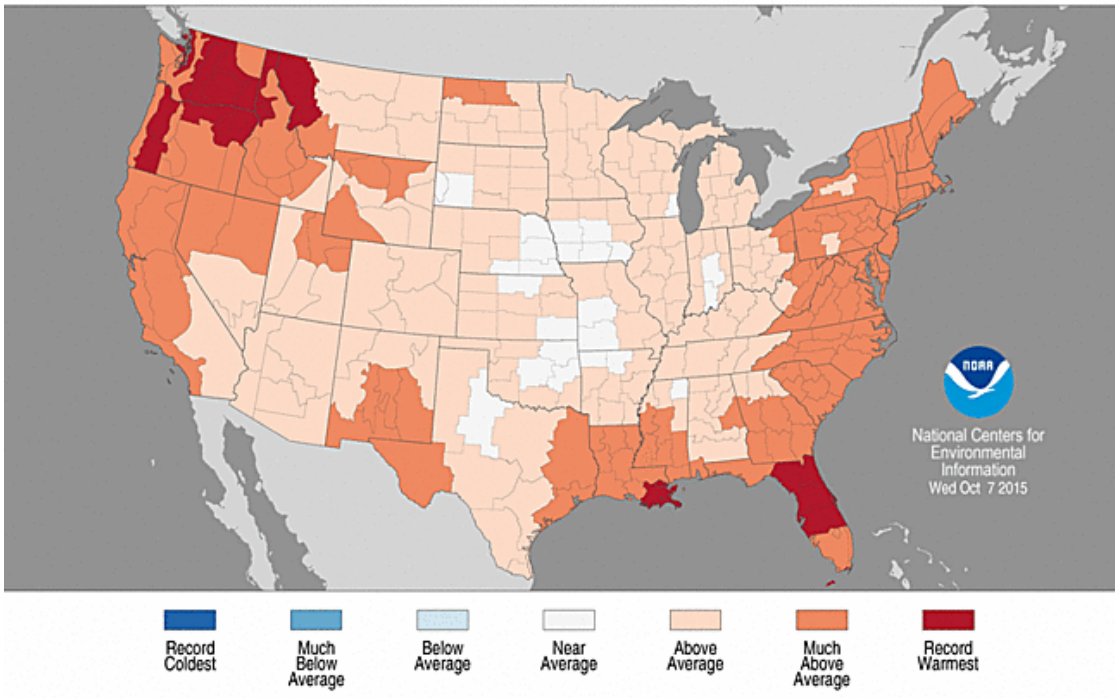 NOAA
National Centers for
Environmental
Information
Wed Oct 7 2015
Record
Coldest
Much
Below
Average
Below
Average
Near
Average
Above
Average
Much
Above
Average
Record
Warmest